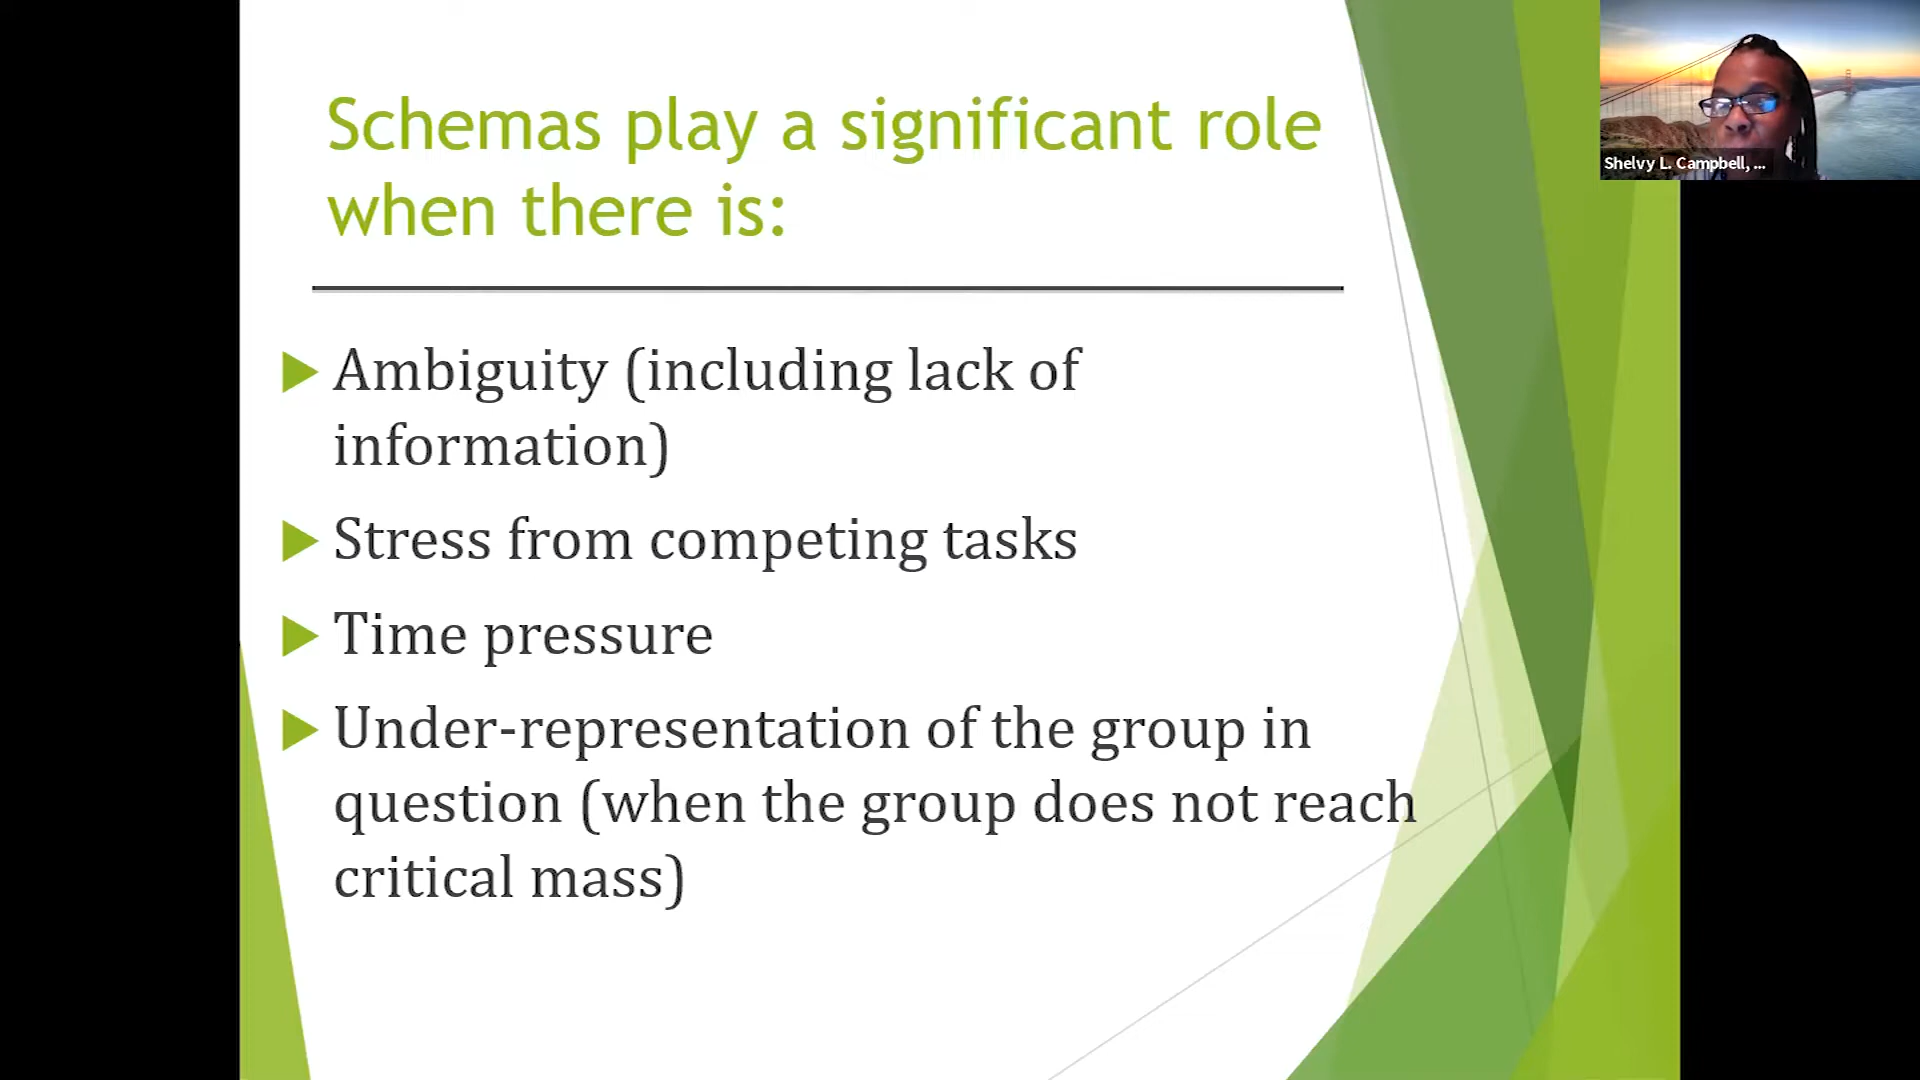 Schemas play a significant role
when there is:
Ambiguity (including lack of
information)
Stress from competing tasks
Time pressure
Under-representation of the group in
question (when the group does not reach
critical mass)
Shelvy L. Campbell, ...